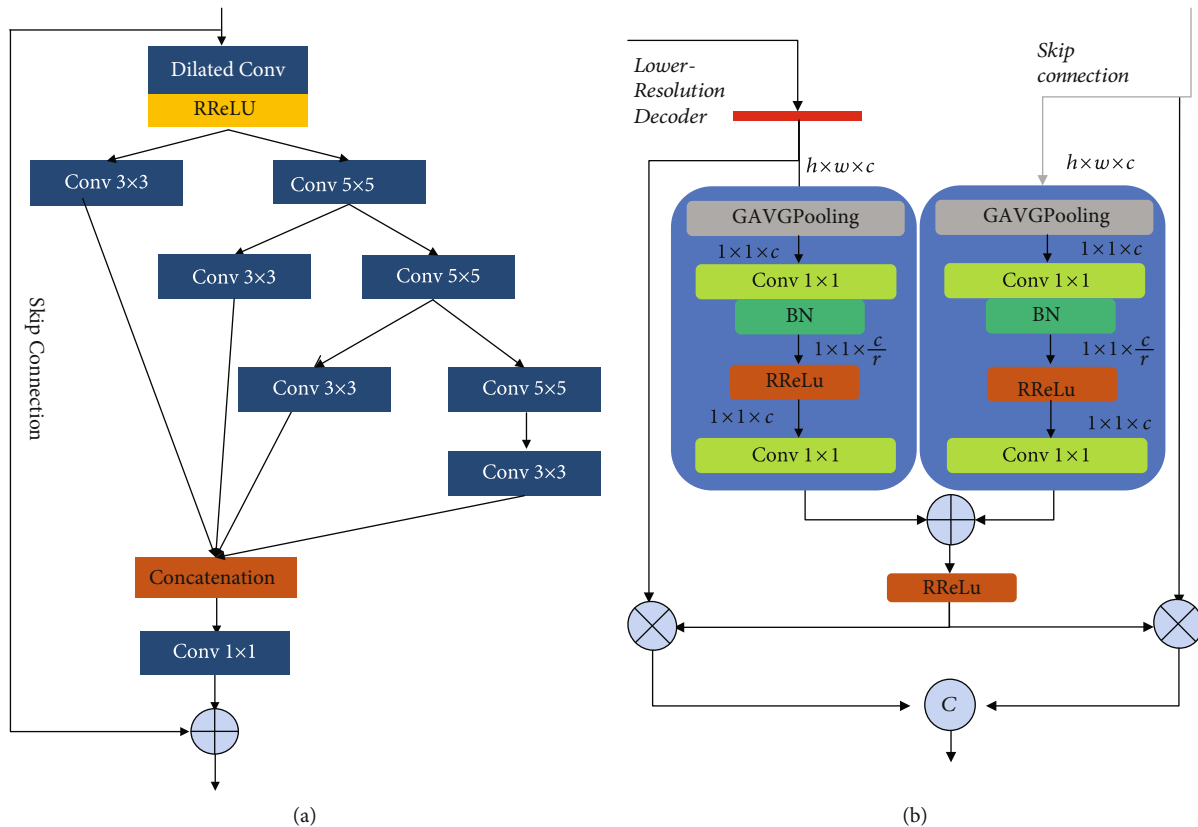 Dilated Conv
RReLU
Conv 3×3
Conv 5×5
Conv 3×3
Conv 5×5
Conv 3×3
Conv 5×5
Conv 3×3
Concatenation
Conv 1×1
Skip Connection
(a)
Lower-
Resolution
Decoder
Skip
connection
h×w×c
h×w×c
GAVGPooling
1×1×c
Conv 1×1
BN
1×1×c/r
RReLu
1×1×c
Conv 1×1
GAVGPooling
1×1×c
Conv 1×1
BN
1×1×c/r
RReLu
1×1×c
Conv 1×1
RReLu
C
(b)